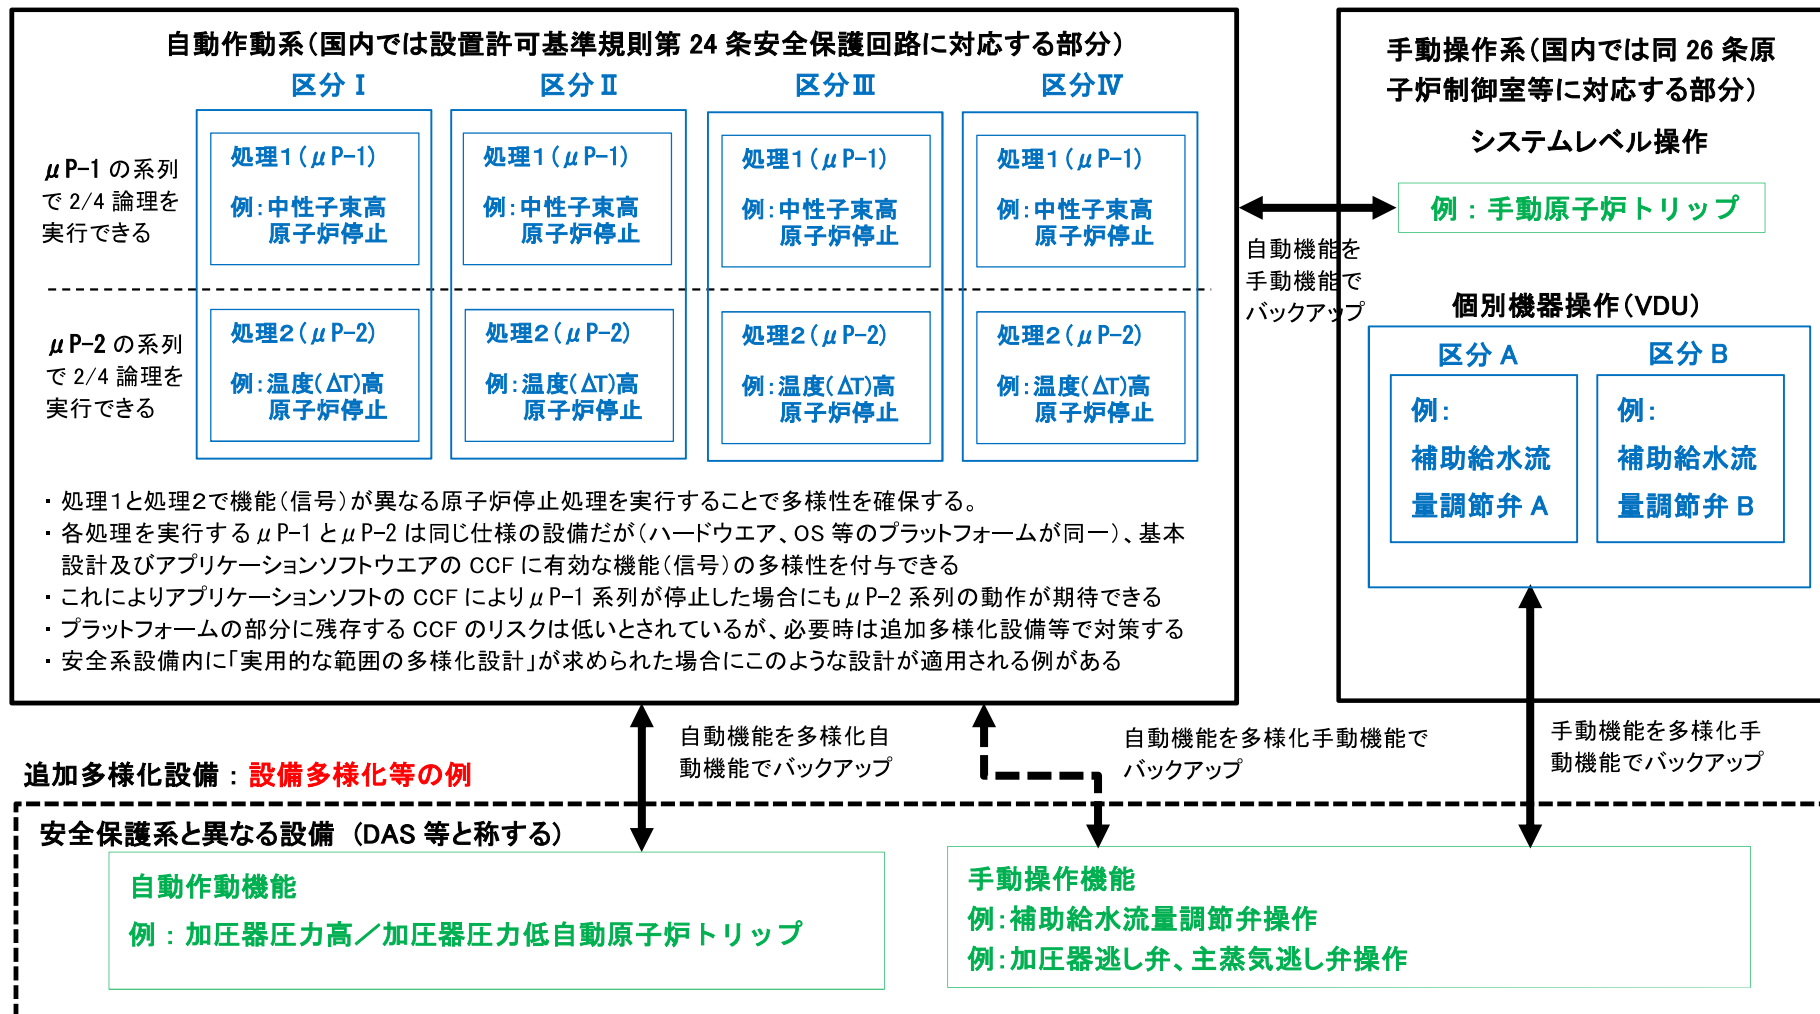 自動作動系（国内では設置許可基準規則第 24 条安全保護回路に対応する部分）
区分Ⅰ
区分Ⅱ
区分Ⅲ
区分Ⅳ
μP-1 の系列
で 2/4 論理を
実行できる
処理1（μP-1）
例：中性子束高
原子炉停止
処理1（μP-1）
例：中性子束高
原子炉停止
処理1（μP-1）
例：中性子束高
原子炉停止
処理1（μP-1）
例：中性子束高
原子炉停止
μP-2 の系列
で 2/4 論理を
実行できる
処理2（μP-2）
例：温度(ΔT)高
原子炉停止
処理2（μP-2）
例：温度(ΔT)高
原子炉停止
処理2（μP-2）
例：温度(ΔT)高
原子炉停止
処理2（μP-2）
例：温度(ΔT)高
原子炉停止
・処理1と処理2で機能（信号）が異なる原子炉停止処理を実行することで多様性を確保する。
・各処理を実行するμP-1とμP-2 は同じ仕様の設備だが（ハードウエア、OS 等のプラットフォームが同一）、基本
設計及びアプリケーションソフトウエアの CCF に有効な機能（信号）の多様性を付与できる
・これによりアプリケーションソフトの CCF によりμP-1 系列が停止した場合にもμP-2 系列の動作が期待できる
・プラットフォームの部分に残存する CCF のリスクは低いとされているが、必要時は追加多様化設備等で対策する
・安全系設備内に「実用的な範囲の多様化設計」が求められた場合にこのような設計が適用される例がある
自動機能を
手動機能で
バックアップ
手動操作系（国内では同 26 条原
子炉制御室等に対応する部分）
システムレベル操作
例：手動原子炉トリップ
個別機器操作（VDU）
区分 A
区分 B
例：
補助給水流
量調節弁 A
例：
補助給水流
量調節弁 B
自動機能を多様化自
動機能でバックアップ
自動機能を多様化手動機能で
バックアップ
手動機能を多様化手
動機能でバックアップ
追加多様化設備：設備多様化等の例
安全保護系と異なる設備 （DAS 等と称する）
自動作動機能
例：加圧器圧力高／加圧器圧力低自動原子炉トリップ
手動操作機能
例：補助給水流量調節弁操作
例：加圧器逃し弁、主蒸気逃し弁操作